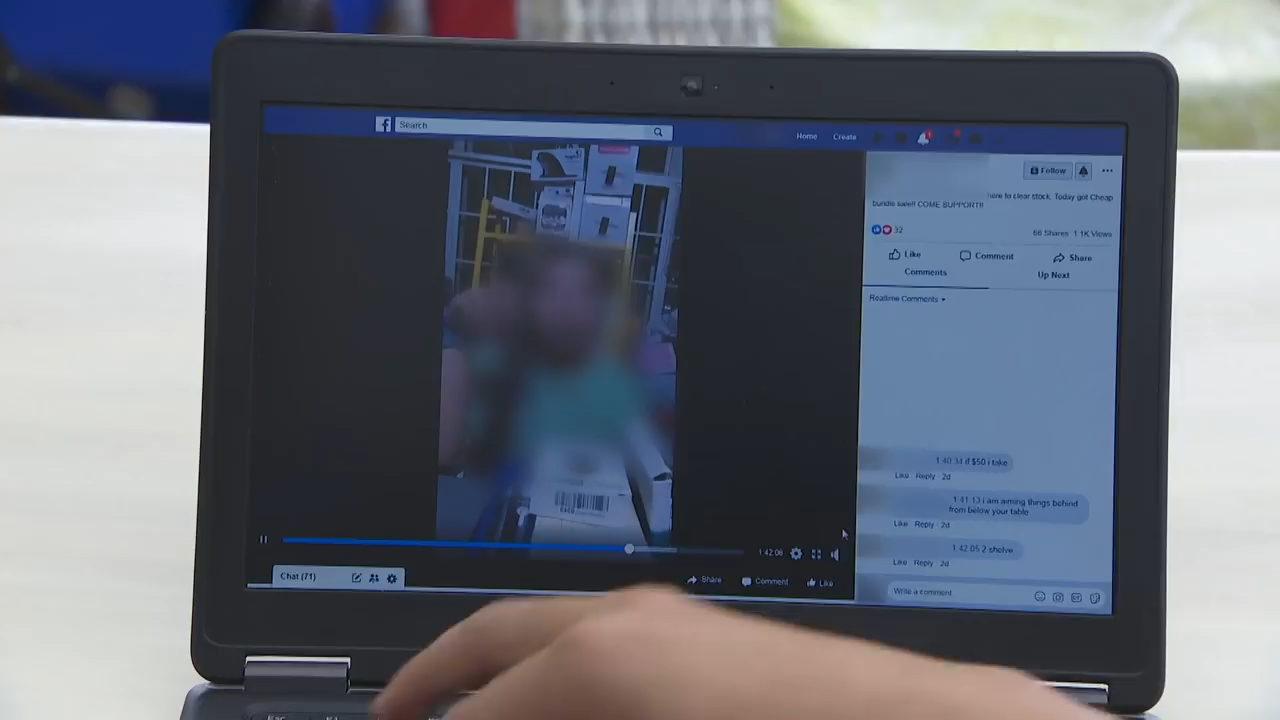 f Search
Home Create
Follow
here to clear stock. Today got Cheap
bundle sale!! COME SUPPORT!!
32
66 Shares 1.1K Views
Like Comment Share
Comments Up Next
Realtime Comments
1:40:34 if $50 i take
Like Reply 2d
1:41:13 i am aiming things behind
from below your table
Like Reply 2d
1:42:05 2 shelve
Like Reply 2d
Write a comment
1:42:06
Share Comment Like
Chat (71)
Esc